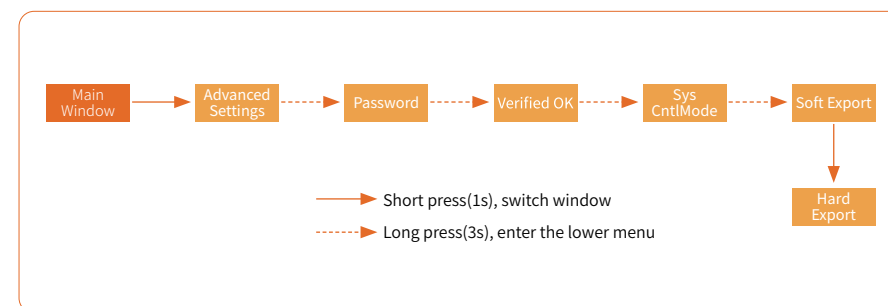 Main
Window
Advanced
Settings
Password
Verified OK
Sys
CntlMode
Soft Export
Hard
Export
Short press(1s), switch window
Long press(3s), enter the lower menu